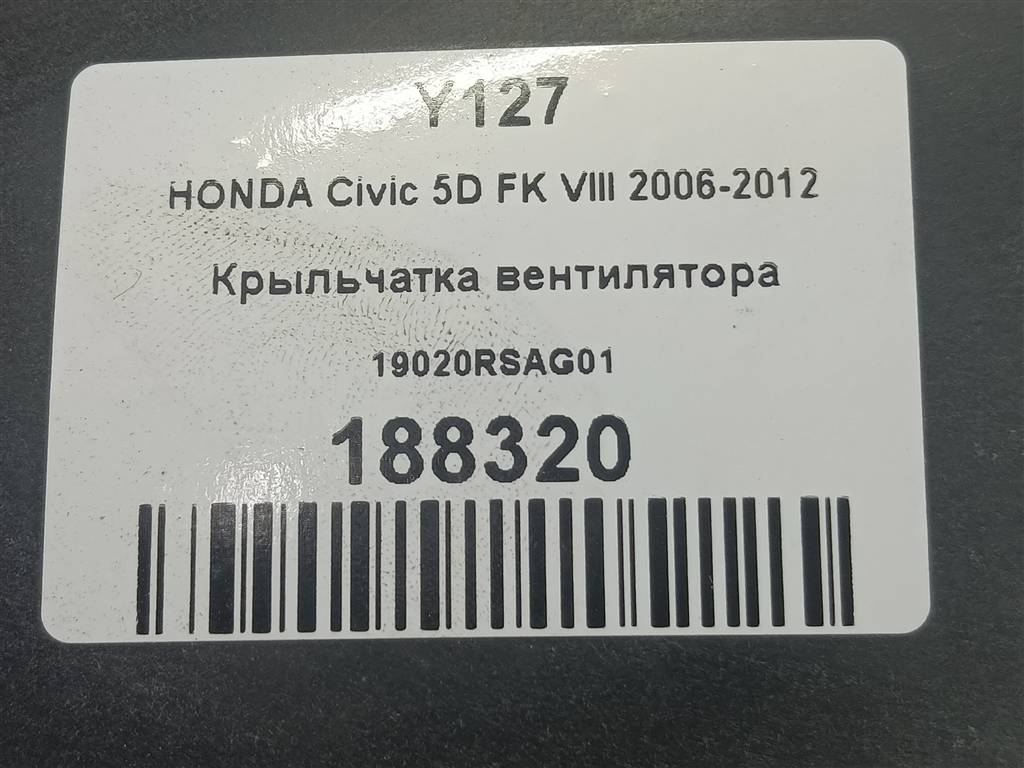 Y127
HONDA Civic 5D FK VIII 2006-2012
Крыльчатка вентилятора
19020RSAG01
188320